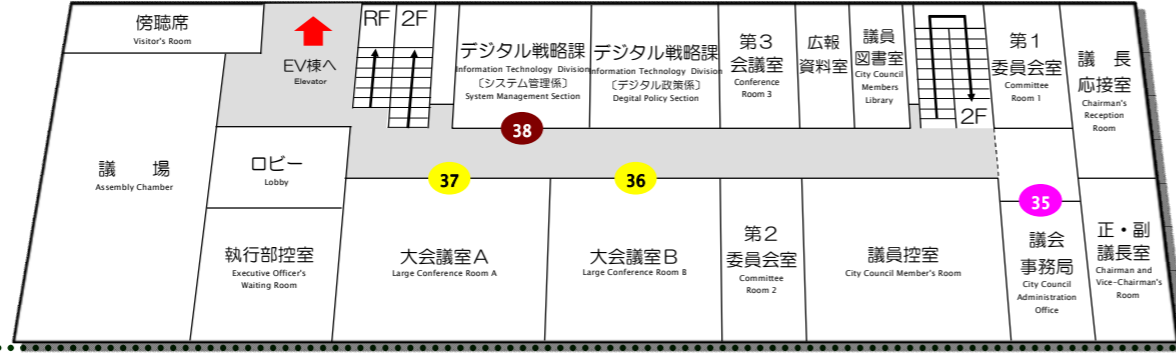 傍聴席
Visitor's Room
EV棟へ
Elevator
RF
2F
デジタル戦略課
Information Technology Division
〔システム管理係〕
System Management Section
デジタル戦略課
Information Technology Division
〔デジタル政策係〕
Degital Policy Section
第3
会議室
Conference
Room 3
広報
資料室
議員
図書室
City Council
Members
Library
2F
第1
委員会室
Committee
Room 1
議 長
応接室
Chairman's
Reception
Room
38
議 場
Assembly Chamber
ロビー
Lobby
37
36
35
執行部控室
Executive Officer's
Waiting Room
大会議室A
Large Conference Room A
大会議室B
Large Conference Room B
第2
委員会室
Committee
Room 2
議員控室
City Council Member's Room
議会
事務局
City Council
Administration
Office
正・副
議長室
Chairman and
Vice-Chairman's
Room